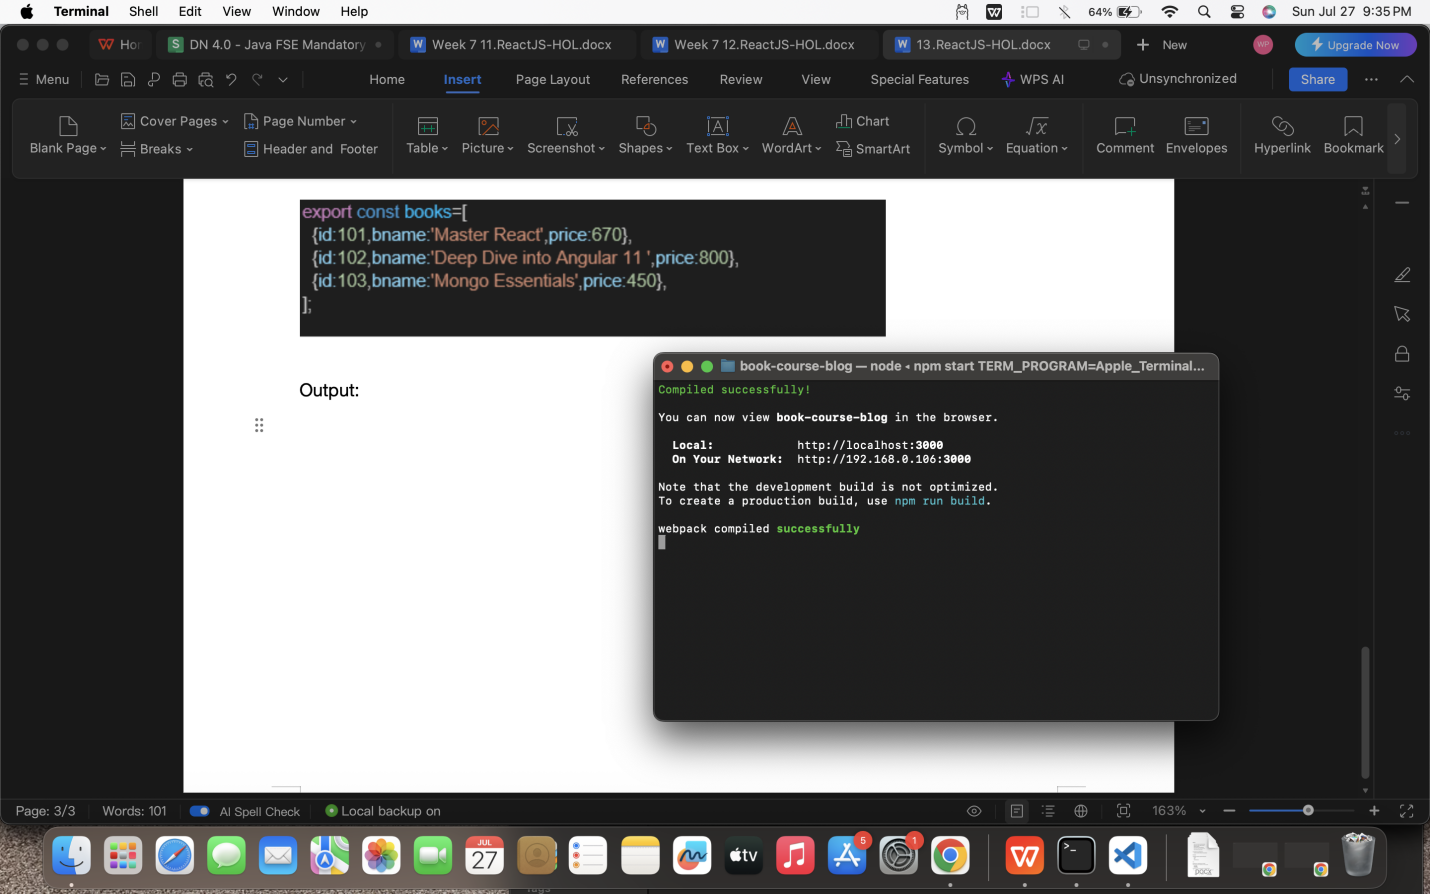 Terminal Shell Edit View Window Help 64% Sun Jul 27 9:35 PM
Hor DN 4.0 - Java FSE Mandatory Week 7 11.ReactJS-HOL.docx Week 7 12.ReactJS-HOL.docx 13.ReactJS-HOL.docx New WP Upgrade Now
Menu Home Insert Page Layout References Review View Special Features WPS AI Unsynchronized Share
Cover Pages Page Number Chart
Blank Page Breaks Header and Footer Table Picture Screenshot Shapes Text Box WordArt SmartArt Symbol Equation Comment Envelopes Hyperlink Bookmark
export const books=[
{id:101,bname:'Master React',price:670},
{id:102,bname:'Deep Dive into Angular 11 ',price:800},
{id:103,bname:'Mongo Essentials',price:450},
];
Output:
book-course-blog — node ◂ npm start TERM_PROGRAM=Apple_Terminal...
Compiled successfully!
You can now view book-course-blog in the browser.
Local: http://localhost:3000
On Your Network: http://192.168.0.106:3000
Note that the development build is not optimized.
To create a production build, use npm run build.
webpack compiled successfully
Page: 3/3 Words: 101 AI Spell Check Local backup on 163%
JUL
27
tv
5
1
DOCX